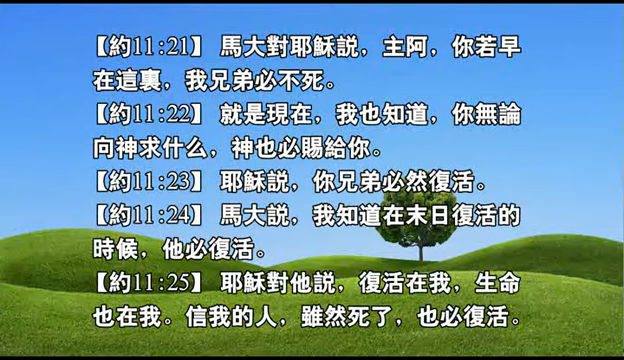 【約11:21】 馬大對耶穌説，主阿，你若早
在這裏，我兄弟必不死。
【約11:22】 就是現在，我也知道，你無論
向神求什么，神也必賜給你。
【約11:23】 耶穌説，你兄弟必然復活。
【約11:24】 馬大説，我知道在末日復活的
時候，他必復活。
【約11:25】 耶穌對他説，復活在我，生命
也在我。信我的人，雖然死了，也必復活。